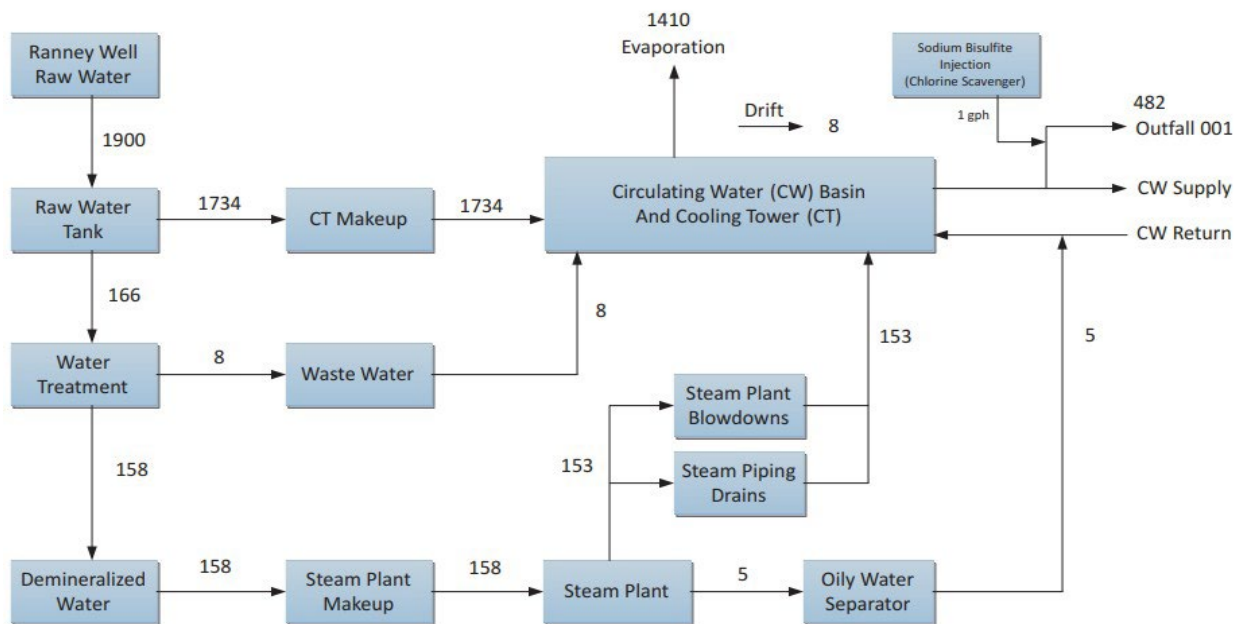 1410
Evaporation
Ranney Well
Raw Water
Sodium Bisulfite
Injection
(Chlorine Scavenger)
1 gph
482
Outfall 001
Drift
8
1900
Raw Water
Tank
1734
CT Makeup
1734
Circulating Water (CW) Basin
And Cooling Tower (CT)
CW Supply
CW Return
166
8
153
5
Water
Treatment
8
Waste Water
Steam Plant
Blowdowns
153
Steam Piping
Drains
158
Demineralized
Water
158
Steam Plant
Makeup
158
Steam Plant
5
Oily Water
Separator